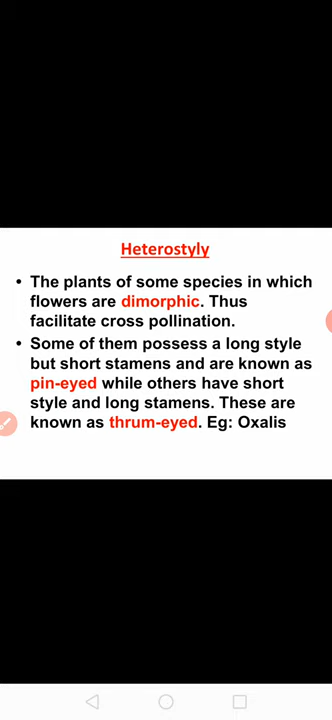 Heterostyly
• The plants of some species in which
flowers are dimorphic. Thus
facilitate cross pollination.
• Some of them possess a long style
but short stamens and are known as
pin-eyed while others have short
style and long stamens. These are
known as thrum-eyed. Eg: Oxalis